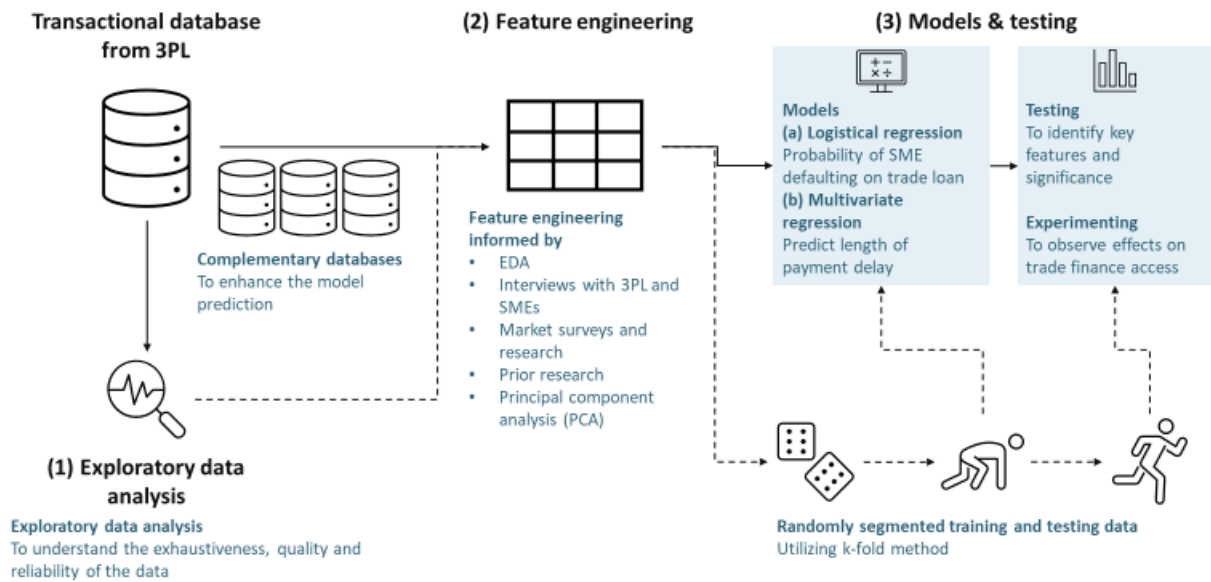 Transactional database
from 3PL
Complementary databases
To enhance the model
prediction
(1) Exploratory data
analysis
Exploratory data analysis
To understand the exhaustiveness, quality and
reliability of the data
(2) Feature engineering
Feature engineering
informed by
• EDA
• Interviews with 3PL and
SMEs
• Market surveys and
research
• Prior research
• Principal component
analysis (PCA)
(3) Models & testing
Models
(a) Logistical regression
Probability of SME
defaulting on trade loan
(b) Multivariate
regression
Predict length of
payment delay
Testing
To identify key
features and
significance
Experimenting
To observe effects on
trade finance access
Randomly segmented training and testing data
Utilizing k-fold method